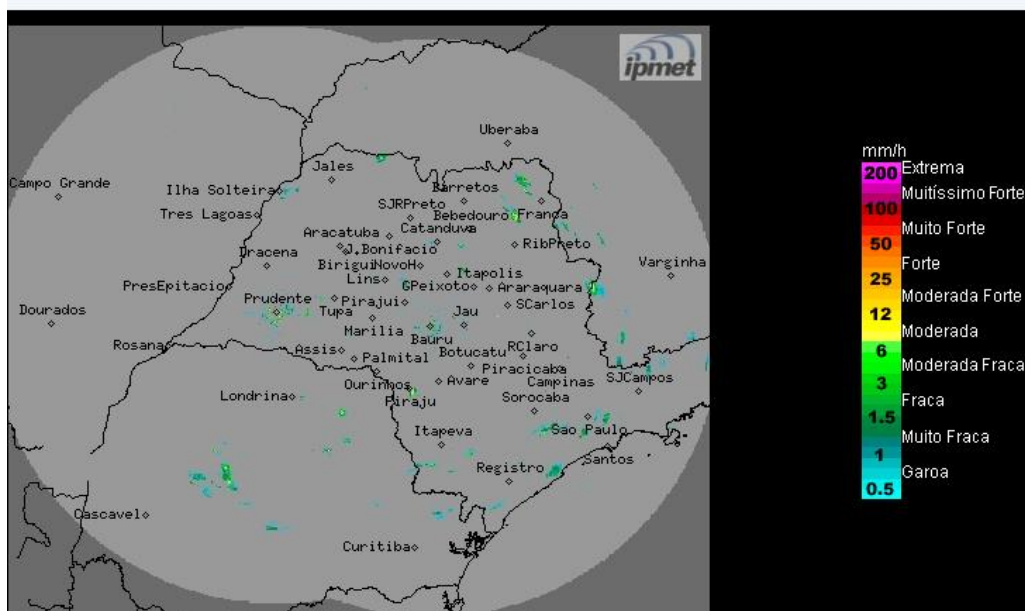 ipmet
Uberaba
Jales
Campo Grande
Ilha Solteira
Barretos
Tres Lagoas
SJRPreto
Bebedouro
Franca
Catanduva
Aracatuba
RibPreto
J.Bonifacio
Dracena
Birigui
NovoH
Itapolis
Varginha
Lins
GPeixoto
Araraquara
PresEpitacio
Prudente
Tupa
Pirajui
SCarlos
Dourados
Marilia
Jau
Bauru
Rosana
Assis
Botucatu
RClaro
Palmital
Piracicaba
Ourinhos
Avare
Campinas
SJCampos
Londrina
Piraju
Sorocaba
Itapeva
Sao Paulo
Registro
Santos
Cascavel
Curitiba
mm/h
200
Extrema
Muitíssimo Forte
100
Muito Forte
50
Forte
25
Moderada Forte
12
Moderada
6
Moderada Fraca
3
Fraca
1.5
Muito Fraca
1
Garoa
0.5